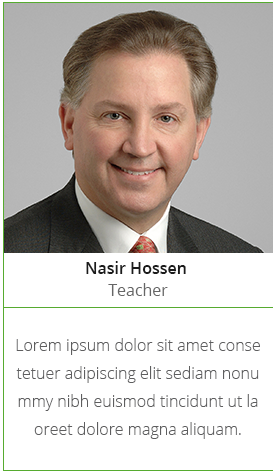 Nasir Hossen
Teacher
Lorem ipsum dolor sit amet conse
tetuer adipiscing elit sediam nonu
mmy nibh euismod tincidunt ut la
oreet dolore magna aliquam.